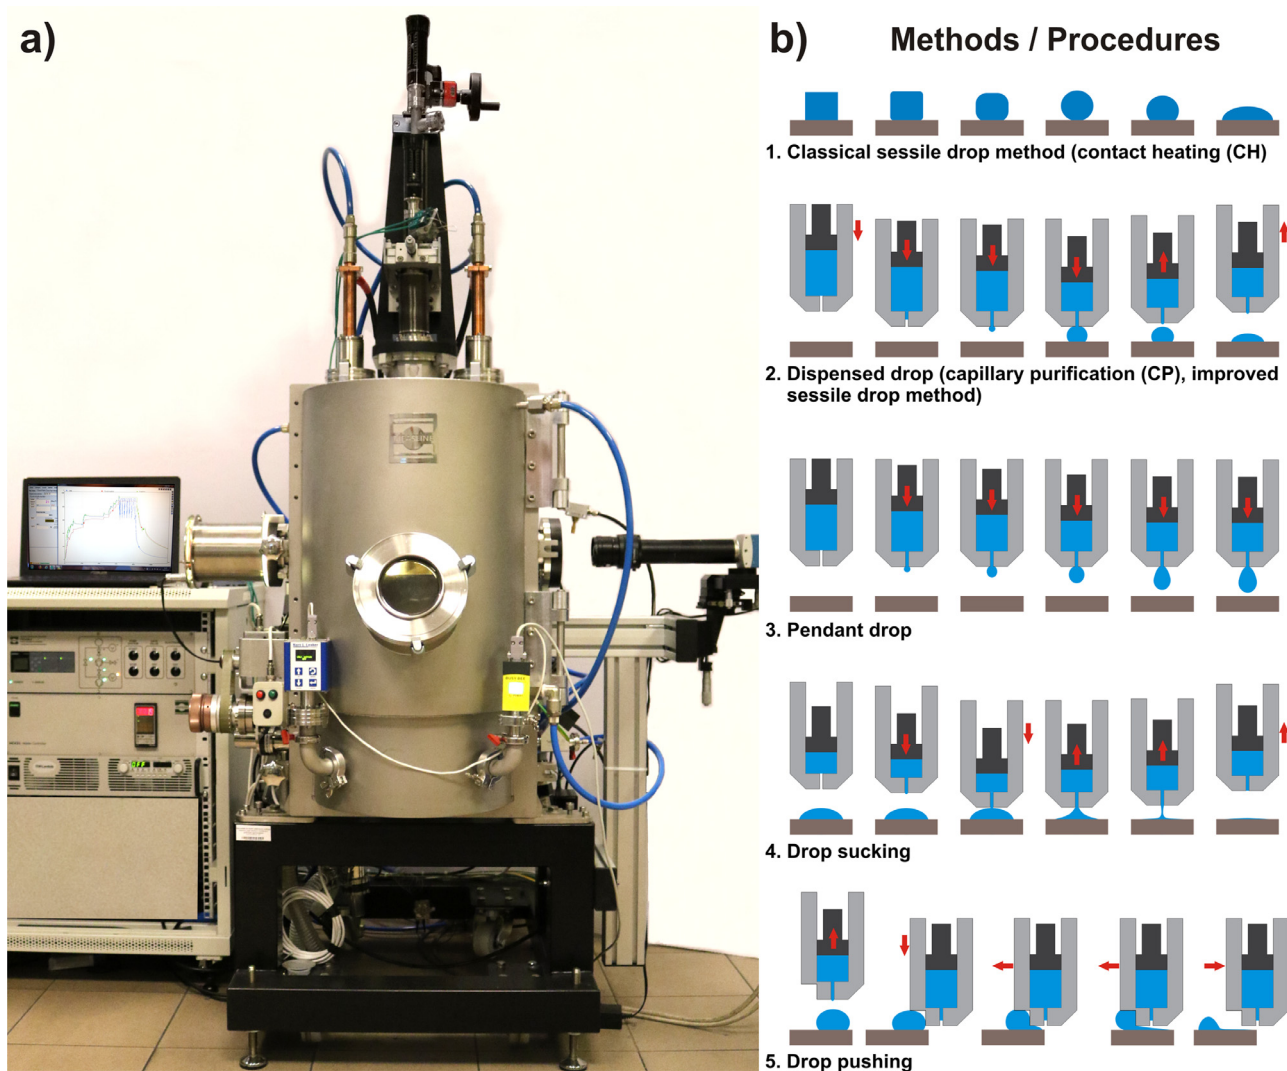 a)
b)
Methods / Procedures
1. Classical sessile drop method (contact heating (CH)
2. Dispensed drop (capillary purification (CP), improved
sessile drop method)
3. Pendant drop
4. Drop sucking
5. Drop pushing